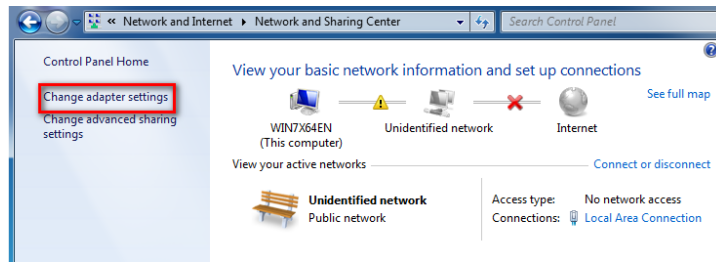 « Network and Internet ▸ Network and Sharing Center
Search Control Panel
Control Panel Home
Change adapter settings
Change advanced sharing
settings
View your basic network information and set up connections
See full map
WIN7X64EN
(This computer)
Unidentified network
Internet
View your active networks
Connect or disconnect
Unidentified network
Public network
Access type: No network access
Connections: Local Area Connection